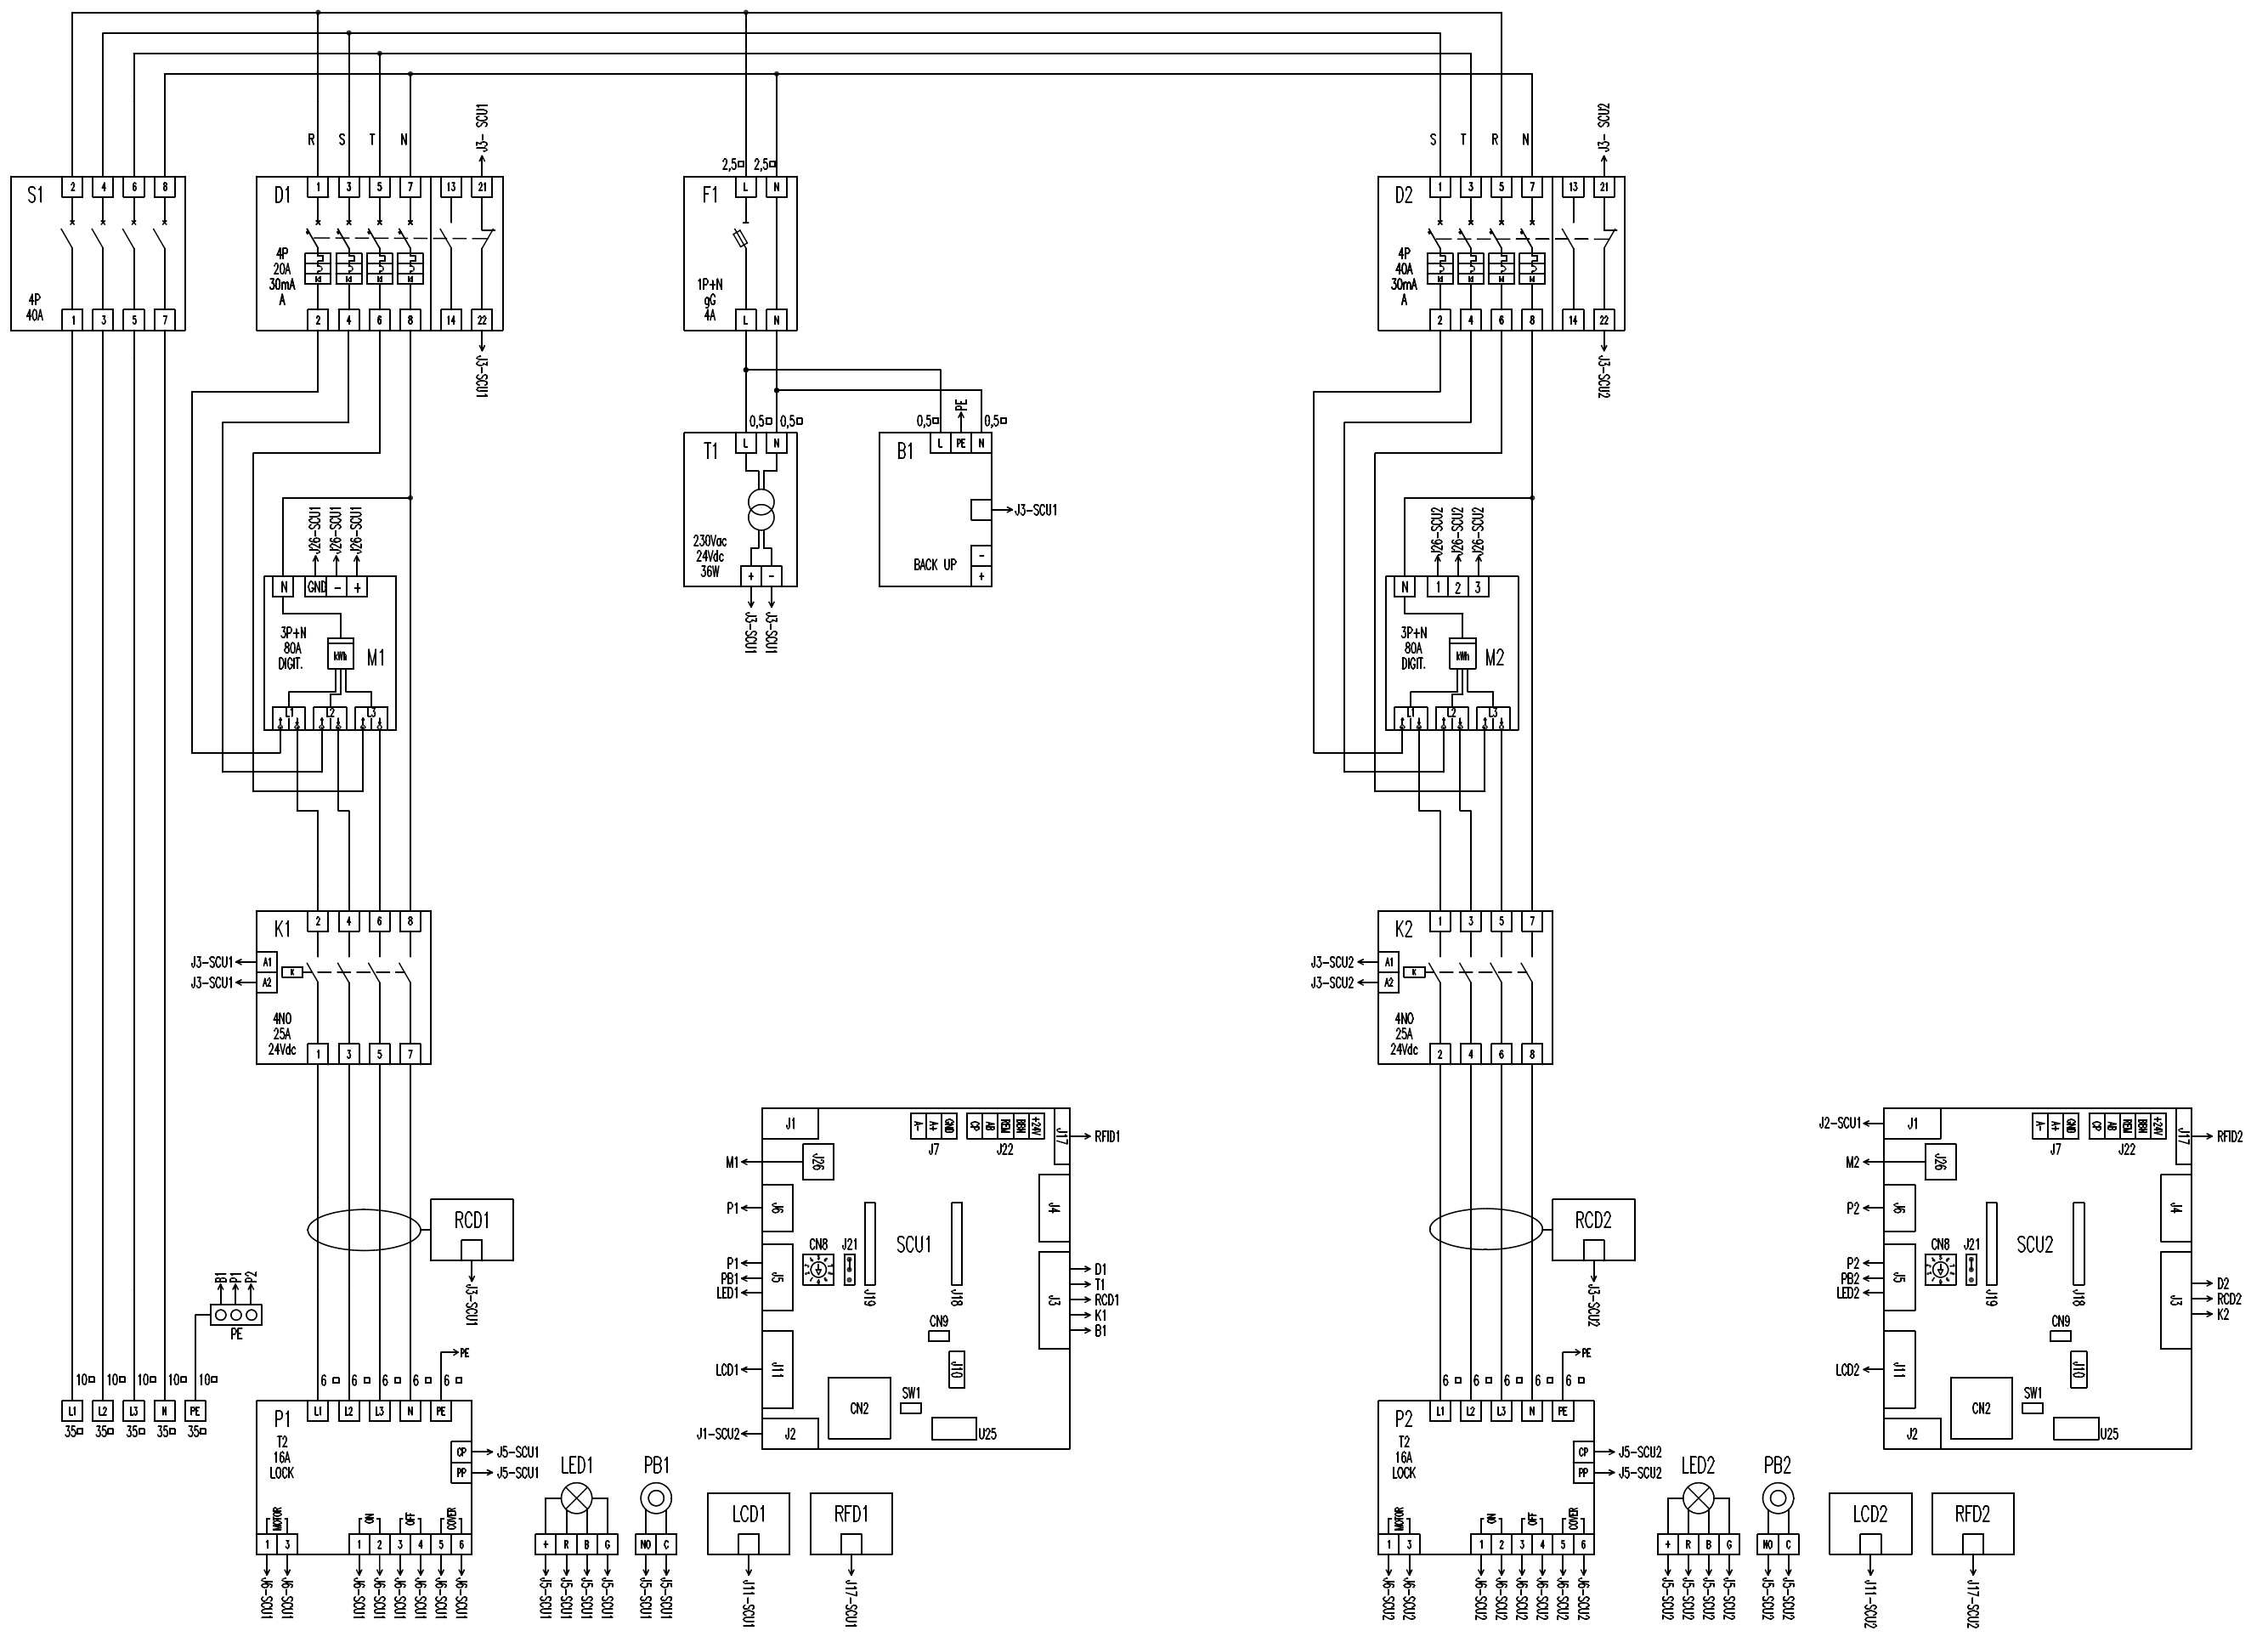 R S T N
J3- SCU1
S1
2 4 6 8
4P
40A
1 3 5 7
D1
1 3 5 7 13 21
4P
20A
30mA
A
2 4 6 8 14 22
J3-SCU1
2,5 2,5
F1
L N
1P+N
gG
4A
L N
0,5 0,5
T1
L N
230Vac
24Vdc
36W
+ -
J3-SCU1
J3-SCU1
0,5 PE 0,5
B1
L PE N
J3-SCU1
BACK UP
-
+
S T R N
J3- SCU2
D2
1 3 5 7 13 21
4P
40A
30mA
A
2 4 6 8 14 22
J3-SCU2
J26-SCU1
J26-SCU1
J26-SCU1
N GND - +
3P+N
80A
DIGIT.
kWh
M1
L1 L2 L3
J26-SCU2
J26-SCU2
J26-SCU2
N 1 2 3
3P+N
80A
DIGIT.
kWh
M2
L1 L2 L3
K1
2 4 6 8
J3-SCU1 A1
J3-SCU1 A2
K
4NO
25A
24Vdc
1 3 5 7
K2
1 3 5 7
J3-SCU2 A1
J3-SCU2 A2
K
4NO
25A
24Vdc
2 4 6 8
RCD1
J3-SCU1
RCD2
J3-SCU2
B1
P1
P2
PE
10 10 10 10 10
L1 L2 L3 N PE
35 35 35 35 35
PE
6 6 6 6 6
P1
L1 L2 L3 N PE
T2
16A
LOCK
CP J5-SCU1
PP J5-SCU1
MOTOR ON OFF COVER
1 3 1 2 3 4 5 6
J6-SCU1
J6-SCU1
J6-SCU1
J6-SCU1
J6-SCU1
J6-SCU1
J6-SCU1
J6-SCU1
LED1
+ R B G
J5-SCU1
J5-SCU1
J5-SCU1
J5-SCU1
PB1
NO C
J5-SCU1
J5-SCU1
LCD1
J11-SCU1
RFD1
J17-SCU1
J1
A- A+ GND
J7
CP AB REM BBM +24V
J22
J17
RFID1
M1
J26
P1
J6
J4
SCU1
CN8 J21
P1
PB1
LED1
J5
J19
J18
J3
D1
T1
RCD1
K1
B1
CN9
LCD1
J11
J10
CN2
SW1
U25
J1-SCU2
J2
PE
6 6 6 6 6
P2
L1 L2 L3 N PE
T2
16A
LOCK
CP J5-SCU2
PP J5-SCU2
MOTOR ON OFF COVER
1 3 1 2 3 4 5 6
J6-SCU2
J6-SCU2
J6-SCU2
J6-SCU2
J6-SCU2
J6-SCU2
J6-SCU2
J6-SCU2
LED2
+ R B G
J5-SCU2
J5-SCU2
J5-SCU2
J5-SCU2
PB2
NO C
J5-SCU2
J5-SCU2
LCD2
J11-SCU2
RFD2
J17-SCU2
J2-SCU1
J1
A- A+ GND
J7
CP AB REM BBM +24V
J22
J17
RFID2
M2
J26
P2
J6
J4
SCU2
CN8 J21
P2
PB2
LED2
J5
J19
J18
J3
D2
RCD2
K2
CN9
LCD2
J11
J10
CN2
SW1
U25
J2